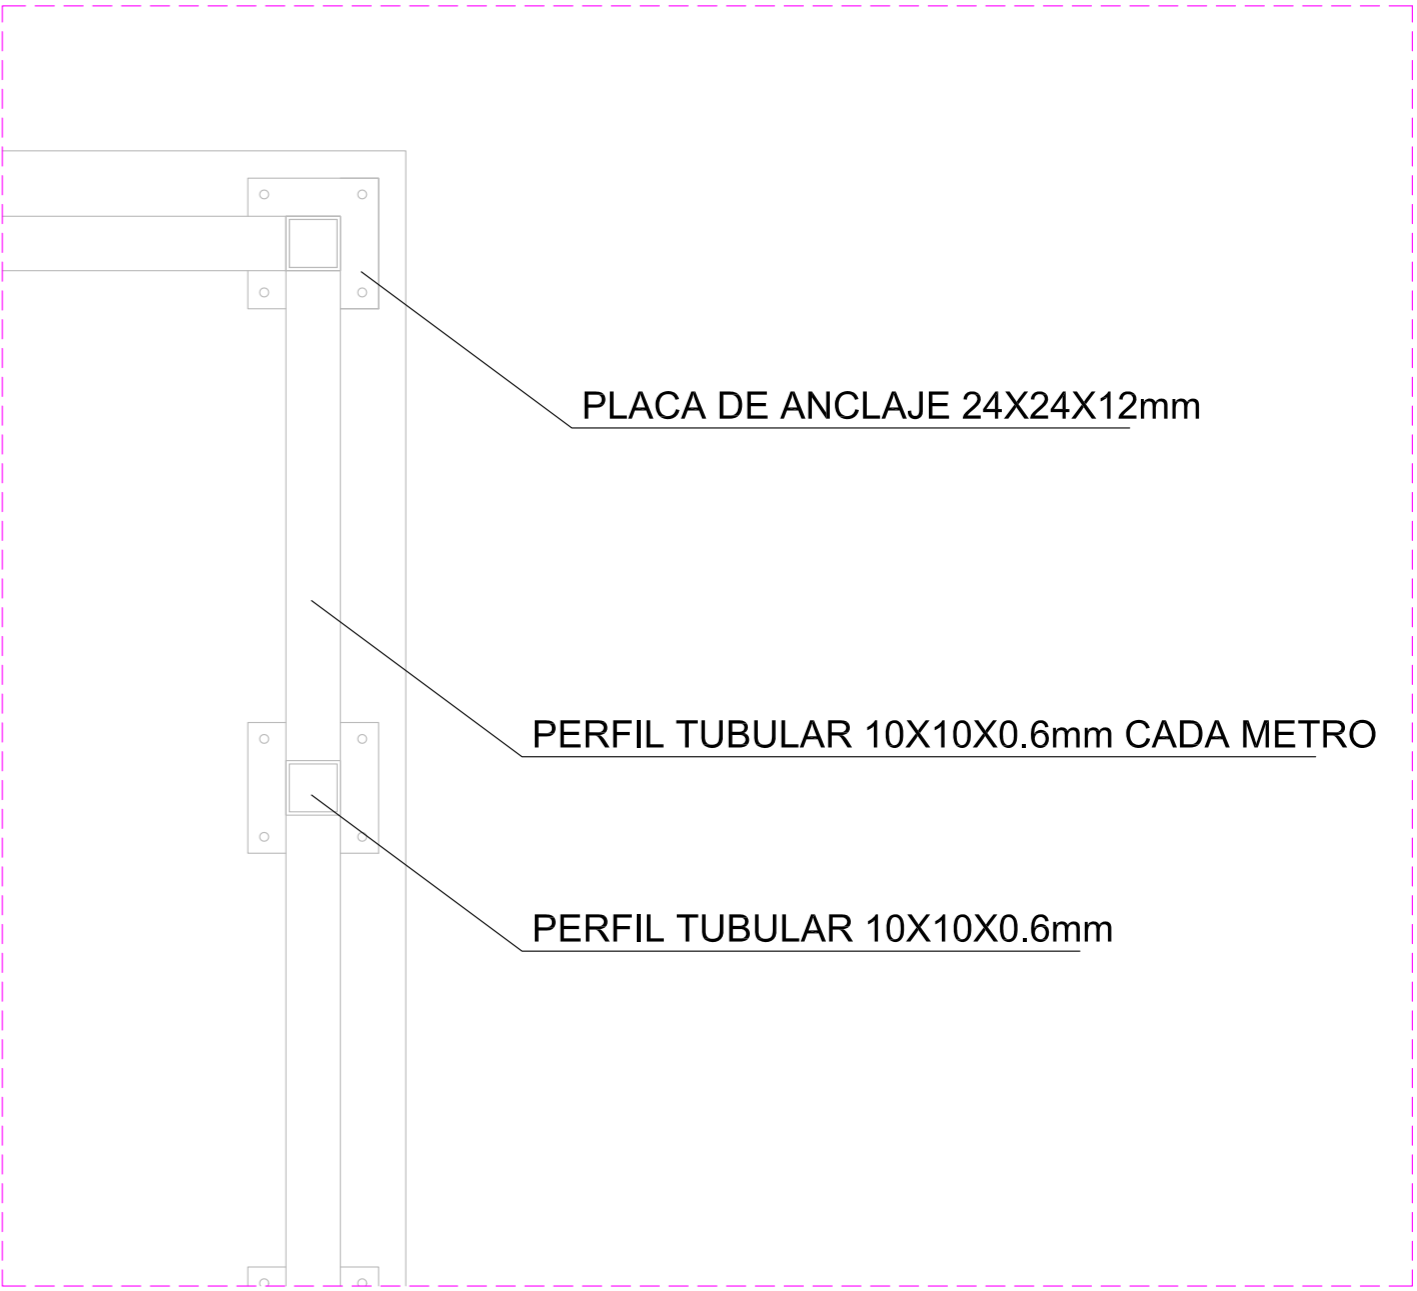 PLACA DE ANCLAJE 24X24X12mm
PERFIL TUBULAR 10X10X0.6mm CADA METRO
PERFIL TUBULAR 10X10X0.6mm